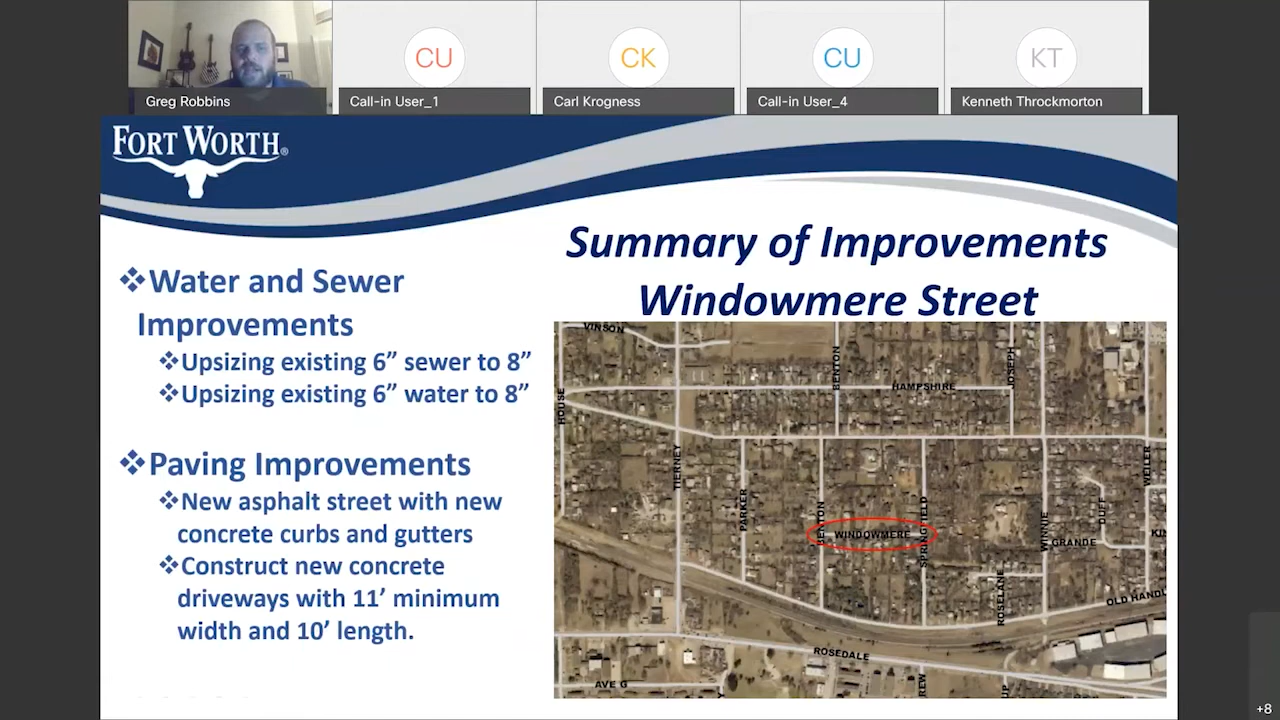 CU
CK
CU
KT
Greg Robbins
Call-in User_1
Carl Krogness
Call-in User_4
Kenneth Throckmorton
FORT WORTH®
Summary of Improvements
Windowmere Street
❖Water and Sewer
Improvements
❖Upsizing existing 6” sewer to 8”
❖Upsizing existing 6” water to 8”
❖Paving Improvements
❖New asphalt street with new
concrete curbs and gutters
❖Construct new concrete
driveways with 11’ minimum
width and 10’ length.
VINSON
HOUSE
TIERNEY
BENTON
HAMPSHIRE
JOSEPH
PARKER
BENTON
WINDOWMERE
SPRINGFIELD
WINNIE
GRANDE
DUFF
WEILER
KI
ROSELANE
OLD HANDL
ROSEDALE
AVE G
REW
UP
+8